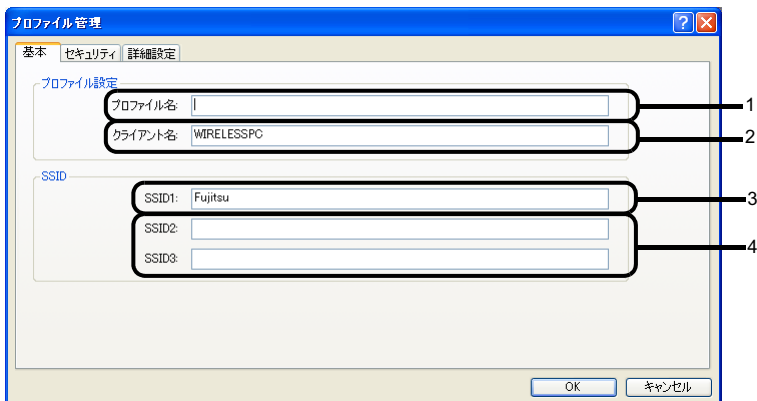 プロファイル管理
基本
セキュリティ
詳細設定
プロファイル設定
プロファイル名:
1
クライアント名:
WIRELESSPC
2
SSID
SSID1:
Fujitsu
3
SSID2:
SSID3:
4
OK
キャンセル